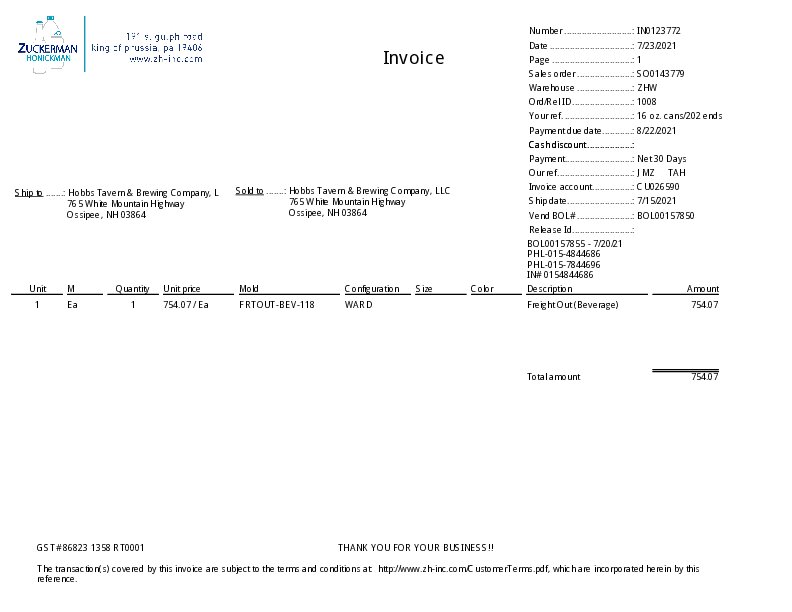 ZUCKERMAN
HONICKMAN
191 s. gulph road
king of prussia, pa 19406
www.zh-inc.com
Invoice
Number ..........................: IN0123772
Date ................................: 7/23/2021
Page ...............................: 1
Sales order ......................: SO0143779
Warehouse .....................: ZHW
Ord/Rel ID........................: 1008
Your ref............................: 16 oz. cans/202 ends
Payment due date...........: 8/22/2021
Cash discount.................:
Payment..........................: Net 30 Days
Our ref.............................: JMZ TAH
Invoice account...............: CU026590
Ship date.........................: 7/15/2021
Vend BOL# .....................: BOL00157850
Release Id.......................:
BOL00157855 - 7/20/21
PHL-015-4844686
PHL-015-7844696
IN# 0154844686
Ship to .......: Hobbs Tavern & Brewing Company, L
765 White Mountain Highway
Ossipee, NH 03864
Sold to .......: Hobbs Tavern & Brewing Company, LLC
765 White Mountain Highway
Ossipee, NH 03864
Unit M Quantity Unit price Mold Configuration Size Color Description Amount
1 Ea 1 754.07 / Ea FRTOUT-BEV-118 WARD Freight Out (Beverage) 754.07
Total amount 754.07
GST # 86823 1358 RT0001 THANK YOU FOR YOUR BUSINESS !!
The transaction(s) covered by this invoice are subject to the terms and conditions at: http://www.zh-inc.com/CustomerTerms.pdf, which are incorporated herein by this
reference.